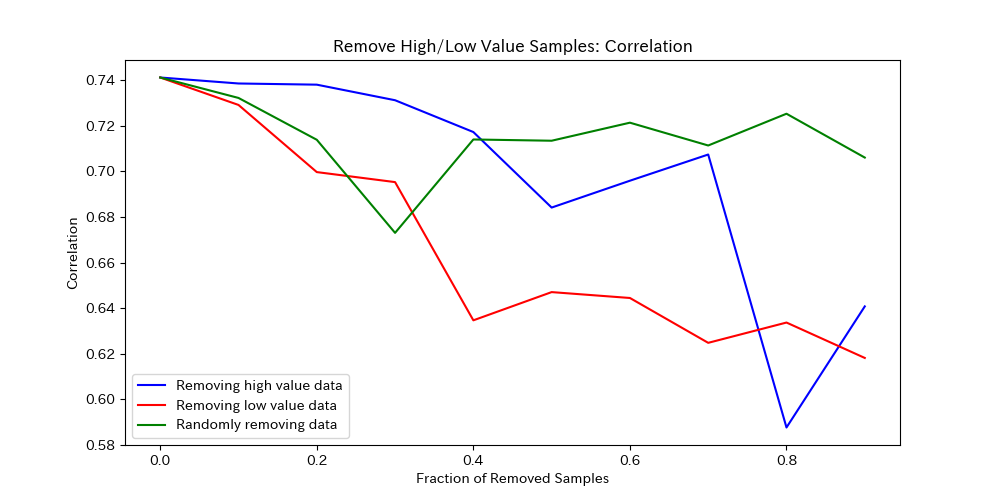 Remove High/Low Value Samples: Correlation
0.74
0.72
0.70
0.68
0.66
0.64
0.62
0.60
0.58
Correlation
Removing high value data
Removing low value data
Randomly removing data
0.0 0.2 0.4 0.6 0.8
Fraction of Removed Samples